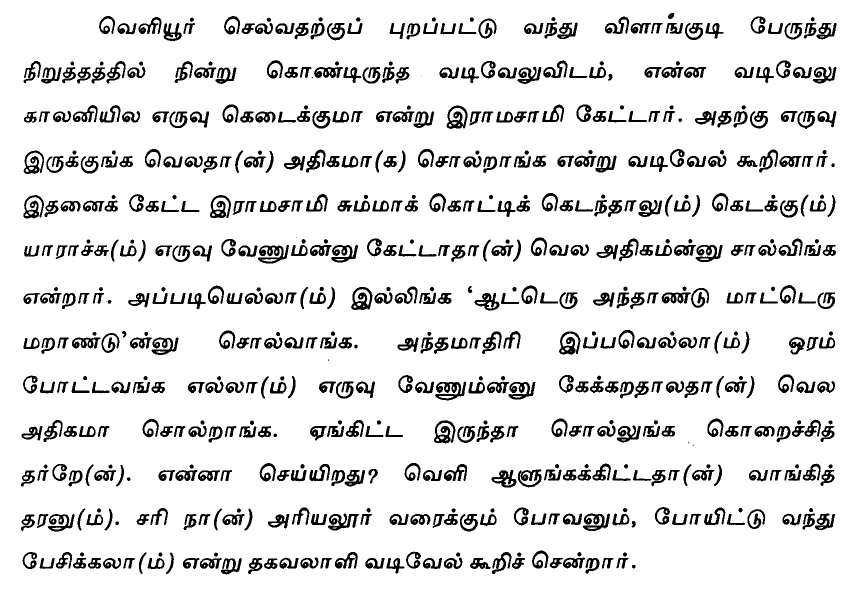 வெளியூர் செல்வதற்குப் புறப்பட்டு வந்து விளாங்குடி பேருந்து
நிறுத்தத்தில் நின்று கொண்டிருந்த வடிவேலுவிடம், என்ன வடிவேலு
காலனியில எருவு கெடைக்குமா என்று இராமசாமி கேட்டார். அதற்கு எருவு
இருக்குங்க வெலதா(ன்) அதிகமா(க) சொல்றாங்க என்று வடிவேல் கூறினார்.
இதனைக் கேட்ட இராமசாமி சும்மாக் கொட்டிக் கெடந்தாலு(ம்) கெடக்கு(ம்)
யாராச்சு(ம்) எருவு வேணும்ன்னு கேட்டாதா(ன்) வெல அதிகம்ன்னு சால்விங்க
என்றார். அப்படியெல்லா(ம்) இல்லிங்க 'ஆட்டெரு அந்தாண்டு மாட்டெரு
மறாண்டு'ன்னு சொல்வாங்க. அந்தமாதிரி இப்பவெல்லா(ம்) ஒரம்
போட்டவங்க எல்லா(ம்) எருவு வேணும்ன்னு கேக்கறதாலதா(ன்) வெல
அதிகமா சொல்றாங்க. ஏங்கிட்ட இருந்தா சொல்லுங்க கொறைச்சித்
தர்றே(ன்). என்னா செய்யிறது? வெளி ஆளுங்கக்கிட்டதா(ன்) வாங்கித்
தரனு(ம்). சரி நா(ன்) அரியலூர் வரைக்கும் போவனும், போயிட்டு வந்து
பேசிக்கலா(ம்) என்று தகவலாளி வடிவேல் கூறிச் சென்றார்.